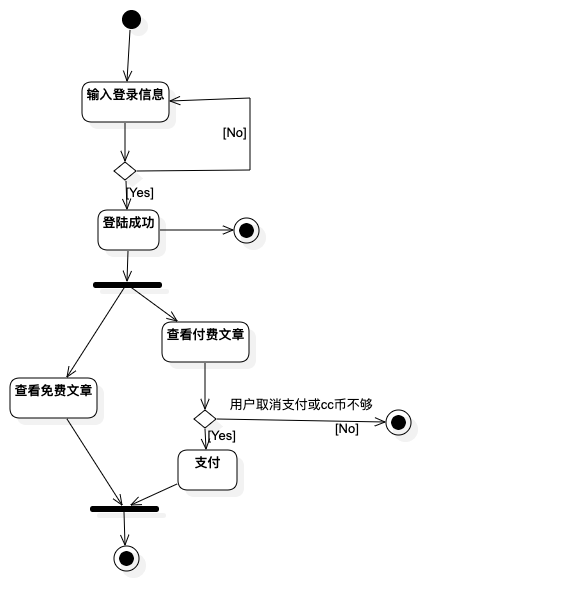 输入登录信息
[No]
[Yes]
登陆成功
查看付费文章
查看免费文章
用户取消支付或cc币不够
[No]
[Yes]
支付